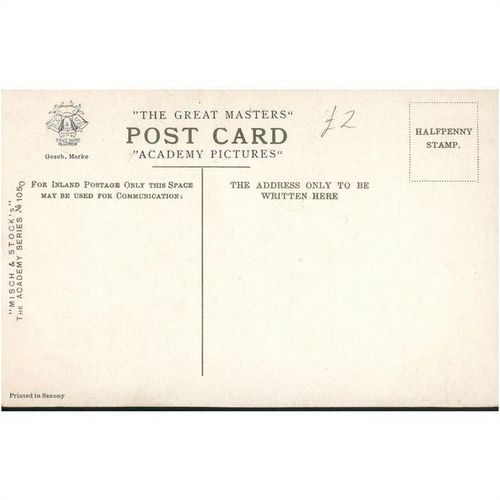 "THE GREAT MASTERS"
POST CARD
"ACADEMY PICTURES"
£2
HALFPENNY
STAMP.
TRADE MARK
Gesch. Marke
FOR INLAND POSTAGE ONLY THIS SPACE
MAY BE USED FOR COMMUNICATION:
THE ADDRESS ONLY TO BE
WRITTEN HERE
"MISCH & STOCK'S"
THE ACADEMY SERIES № 1050
Printed in Saxony